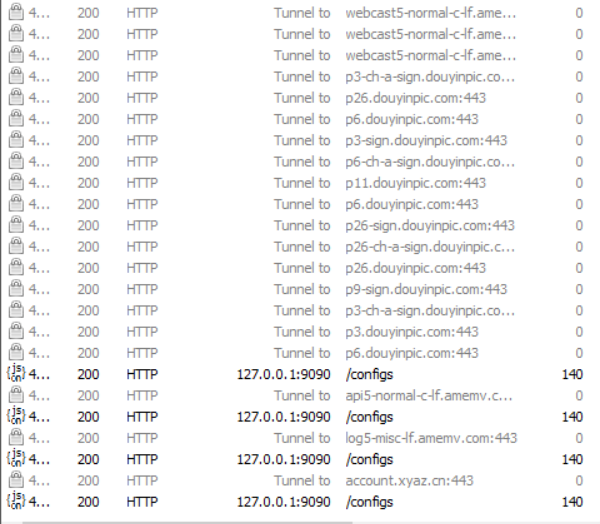 4... 200 HTTP Tunnel to webcast5-normal-c-lf.ame... 0
4... 200 HTTP Tunnel to webcast5-normal-c-lf.ame... 0
4... 200 HTTP Tunnel to webcast5-normal-c-lf.ame... 0
4... 200 HTTP Tunnel to p3-ch-a-sign.douyinpic.co... 0
4... 200 HTTP Tunnel to p26.douyinpic.com:443 0
4... 200 HTTP Tunnel to p6.douyinpic.com:443 0
4... 200 HTTP Tunnel to p3-sign.douyinpic.com:443 0
4... 200 HTTP Tunnel to p6-ch-a-sign.douyinpic.co... 0
4... 200 HTTP Tunnel to p11.douyinpic.com:443 0
4... 200 HTTP Tunnel to p6.douyinpic.com:443 0
4... 200 HTTP Tunnel to p26-sign.douyinpic.com:443 0
4... 200 HTTP Tunnel to p26-ch-a-sign.douyinpic.c... 0
4... 200 HTTP Tunnel to p26.douyinpic.com:443 0
4... 200 HTTP Tunnel to p9-sign.douyinpic.com:443 0
4... 200 HTTP Tunnel to p3-ch-a-sign.douyinpic.co... 0
4... 200 HTTP Tunnel to p3.douyinpic.com:443 0
4... 200 HTTP Tunnel to p6.douyinpic.com:443 0
{js on} 4... 200 HTTP 127.0.0.1:9090 /configs 140
4... 200 HTTP Tunnel to api5-normal-c-lf.amemv.c... 0
{js on} 4... 200 HTTP 127.0.0.1:9090 /configs 140
4... 200 HTTP Tunnel to log5-misc-lf.amemv.com:443 0
{js on} 4... 200 HTTP 127.0.0.1:9090 /configs 140
4... 200 HTTP Tunnel to account.xyaz.cn:443 0
{js on} 4... 200 HTTP 127.0.0.1:9090 /configs 140